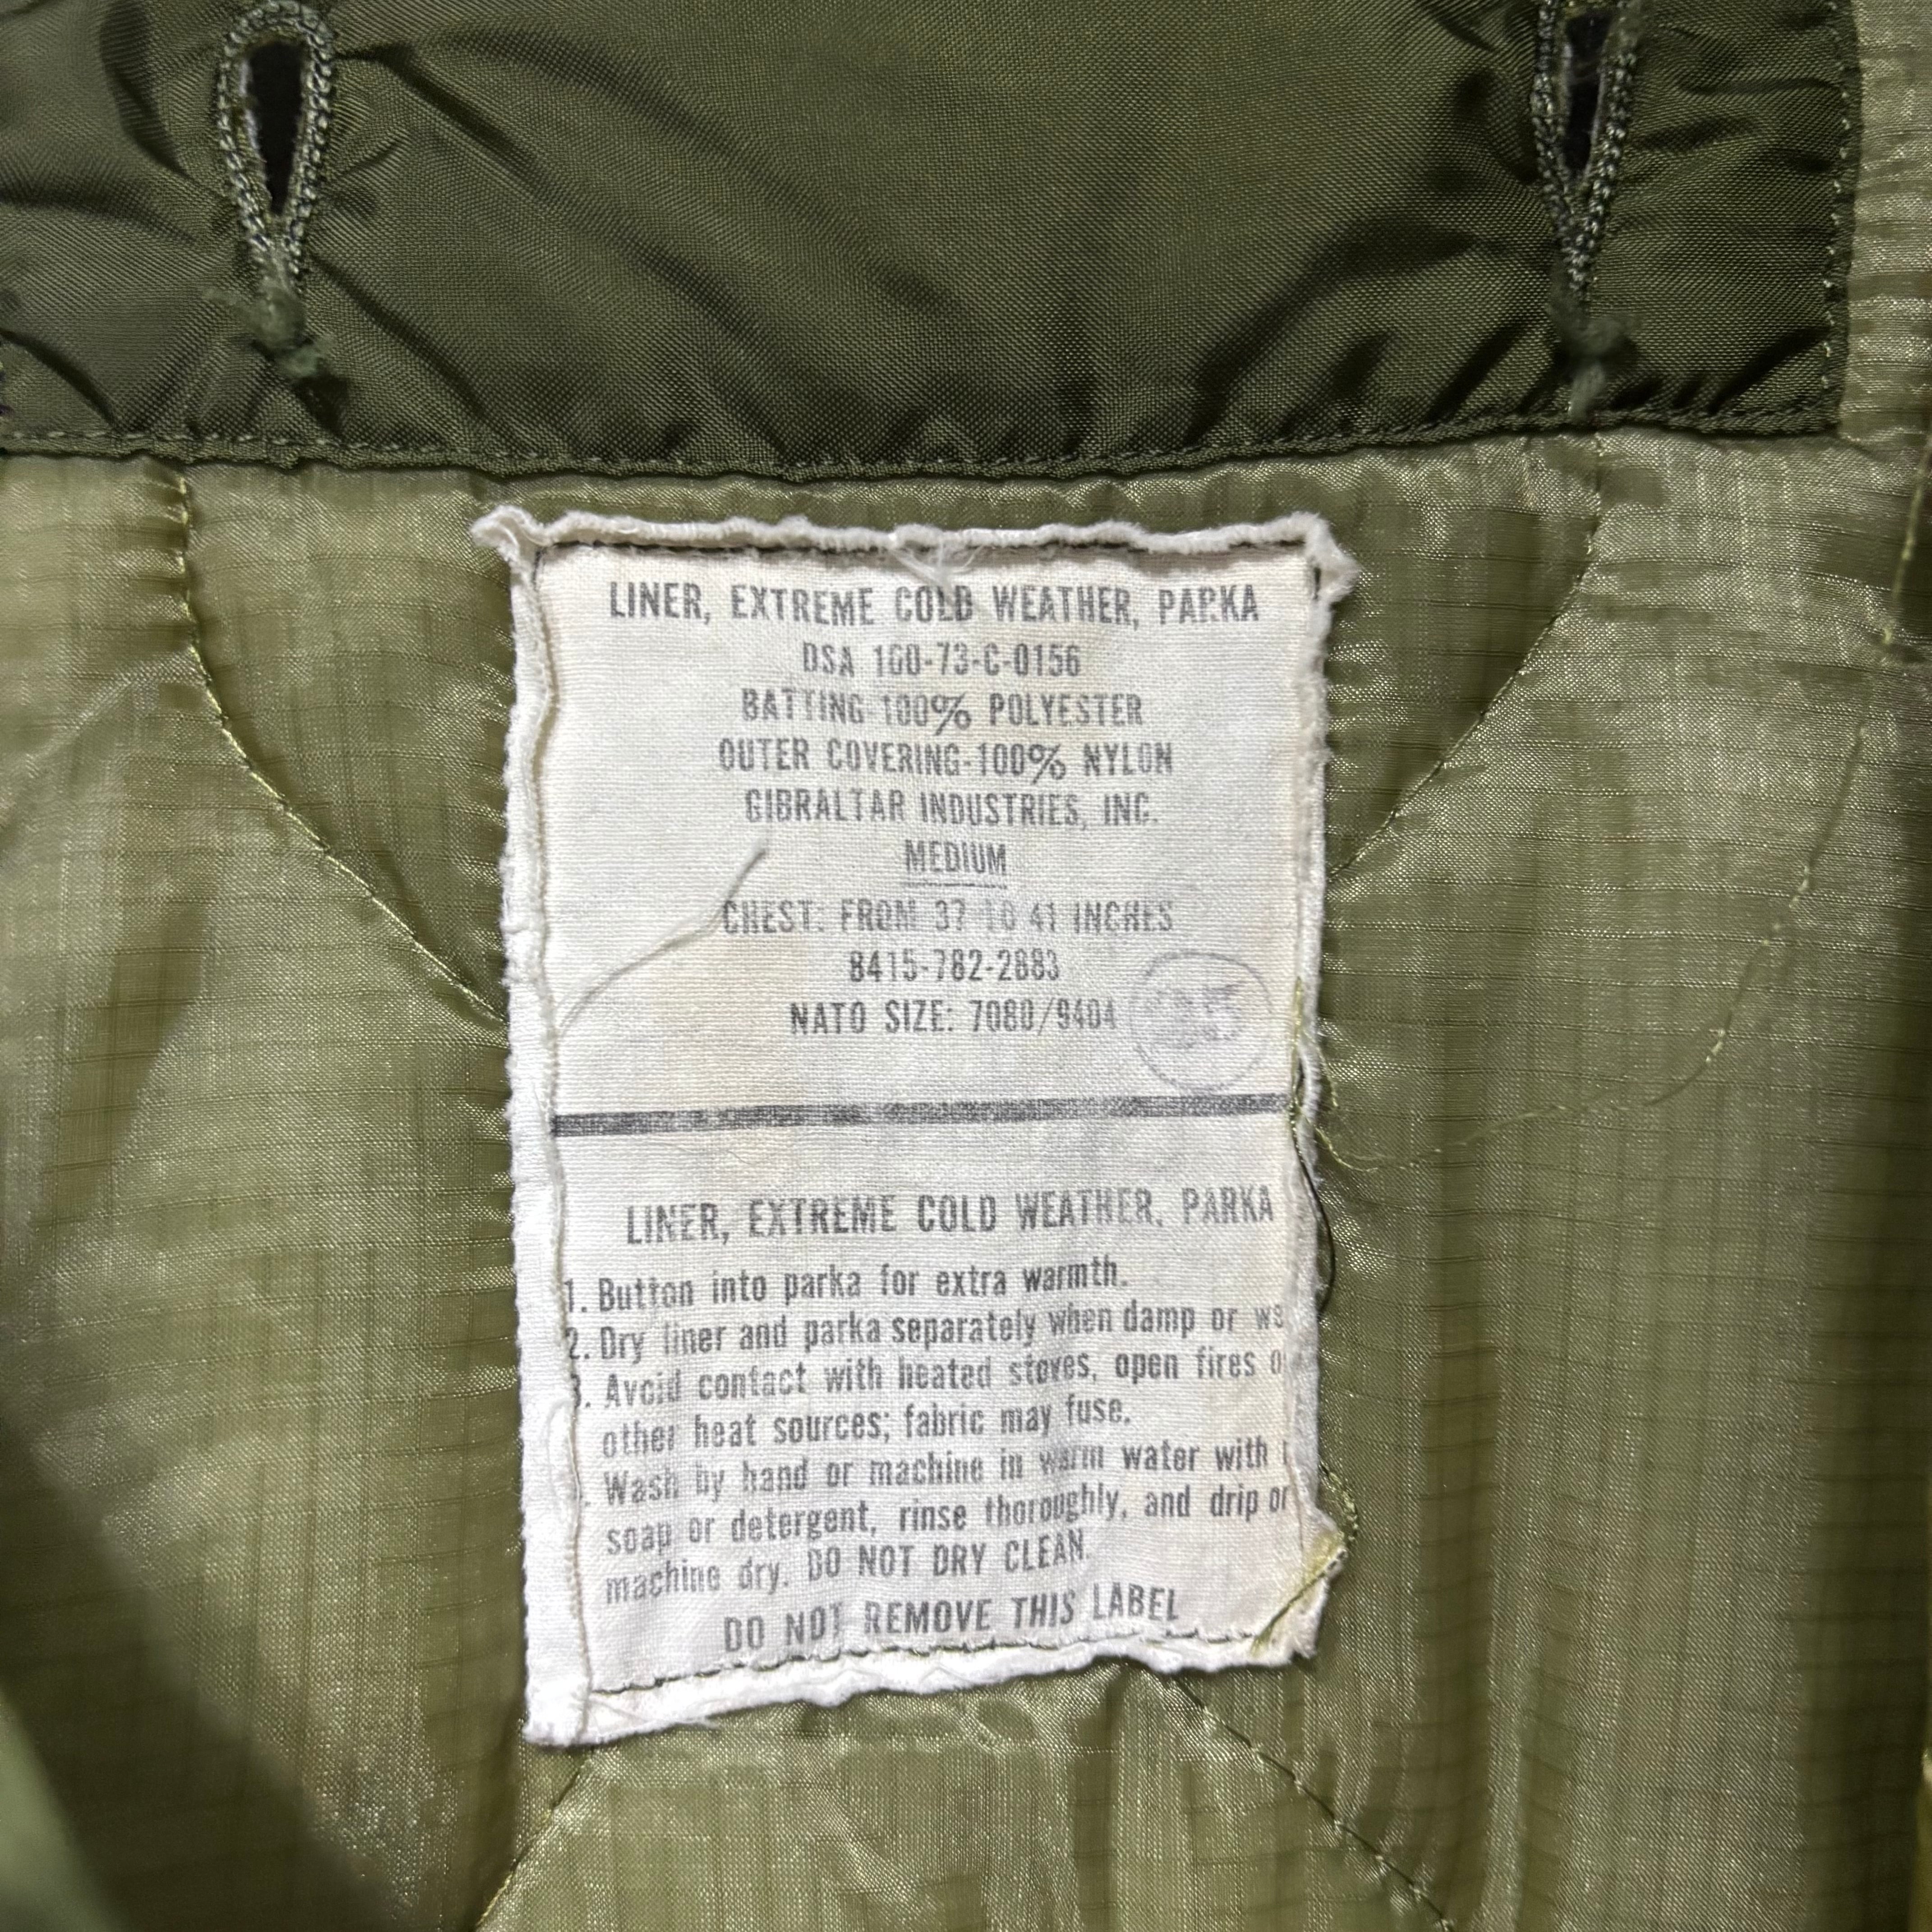 LINER, EXTREME COLD WEATHER, PARKA
DSA 100-73-C-0156
BATTING-100% POLYESTER
OUTER COVERING-100% NYLON
GIBRALTAR INDUSTRIES, INC.
MEDIUM
CHEST: FROM 37 TO 41 INCHES
8415-782-2883
NATO SIZE: 7080/9404
LINER, EXTREME COLD WEATHER, PARKA
1. Button into parka for extra warmth.
2. Dry liner and parka separately when damp or we
3. Avoid contact with heated stoves, open fires o
other heat sources; fabric may fuse.
. Wash by hand or machine in warm water with
soap or detergent, rinse thoroughly, and drip or
machine dry. DO NOT DRY CLEAN.
DO NOT REMOVE THIS LABEL